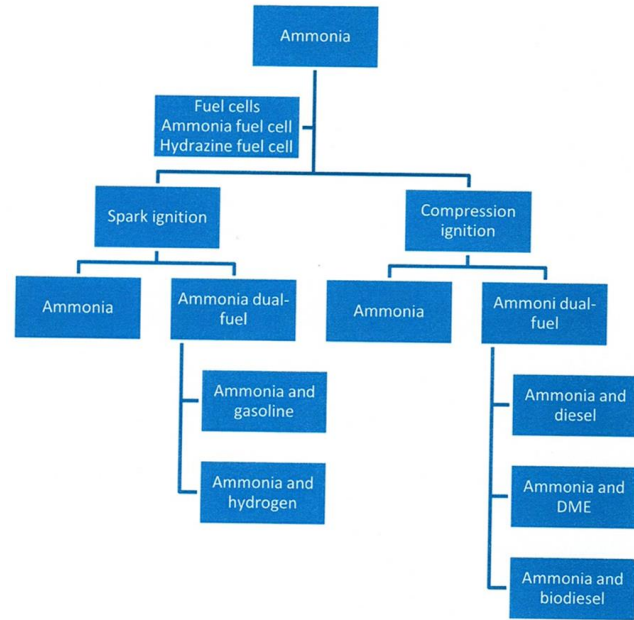 Ammonia
Fuel cells
Ammonia fuel cell
Hydrazine fuel cell
Spark ignition
Compression
ignition
Ammonia
Ammonia dual-
fuel
Ammonia
Ammoni dual-
fuel
Ammonia and
gasoline
Ammonia and
hydrogen
Ammonia and
diesel
Ammonia and
DME
Ammonia and
biodiesel